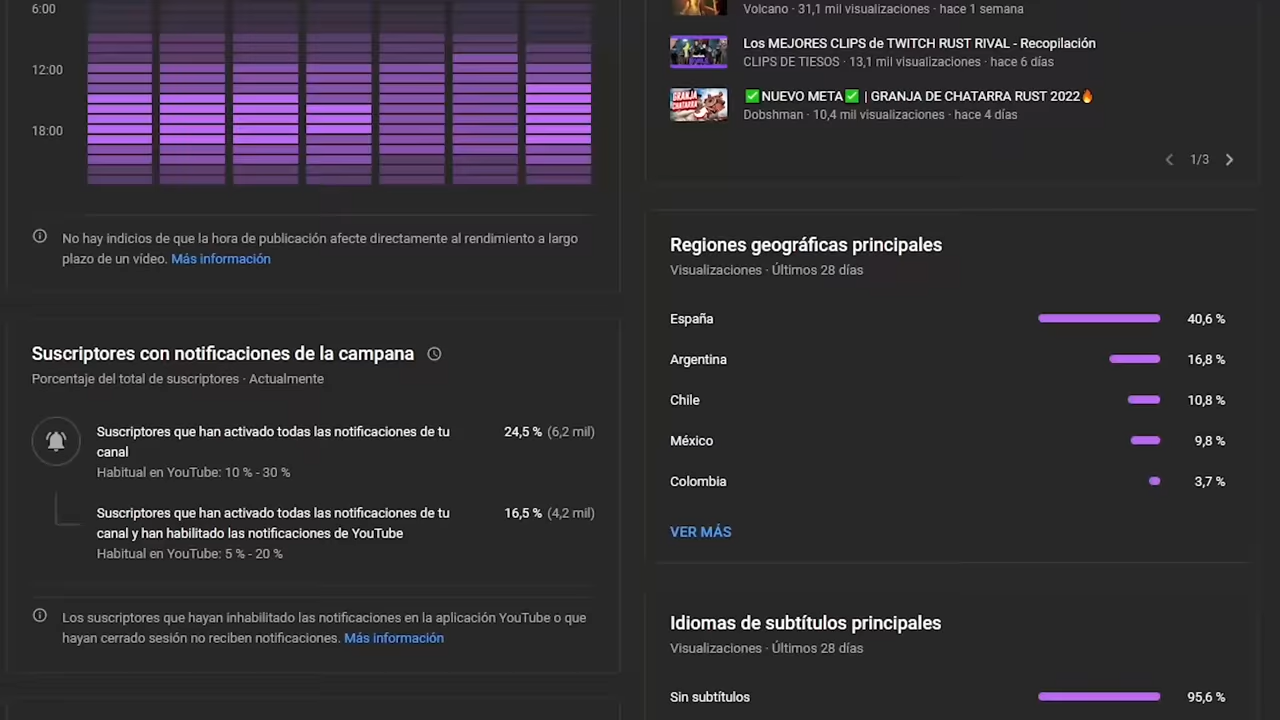 6:00
12:00
18:00
No hay indicios de que la hora de publicación afecte directamente al rendimiento a largo
plazo de un vídeo. Más información
Suscriptores con notificaciones de la campana
Porcentaje del total de suscriptores · Actualmente
Suscriptores que han activado todas las notificaciones de tu
canal
24,5 % (6,2 mil)
Habitual en YouTube: 10 % - 30 %
Suscriptores que han activado todas las notificaciones de tu
canal y han habilitado las notificaciones de YouTube
16,5 % (4,2 mil)
Habitual en YouTube: 5 % - 20 %
Los suscriptores que hayan inhabilitado las notificaciones en la aplicación YouTube o que
hayan cerrado sesión no reciben notificaciones. Más información
Volcano · 31,1 mil visualizaciones · hace 1 semana
Los MEJORES CLIPS de TWITCH RUST RIVAL - Recopilación
CLIPS DE TIESOS · 13,1 mil visualizaciones · hace 6 días
GRANJA
CHATARRA
✅NUEVO META✅ | GRANJA DE CHATARRA RUST 2022🔥
Dobshman · 10,4 mil visualizaciones · hace 4 días
1/3
Regiones geográficas principales
Visualizaciones · Últimos 28 días
España 40,6 %
Argentina 16,8 %
Chile 10,8 %
México 9,8 %
Colombia 3,7 %
VER MÁS
Idiomas de subtítulos principales
Visualizaciones · Últimos 28 días
Sin subtítulos 95,6 %